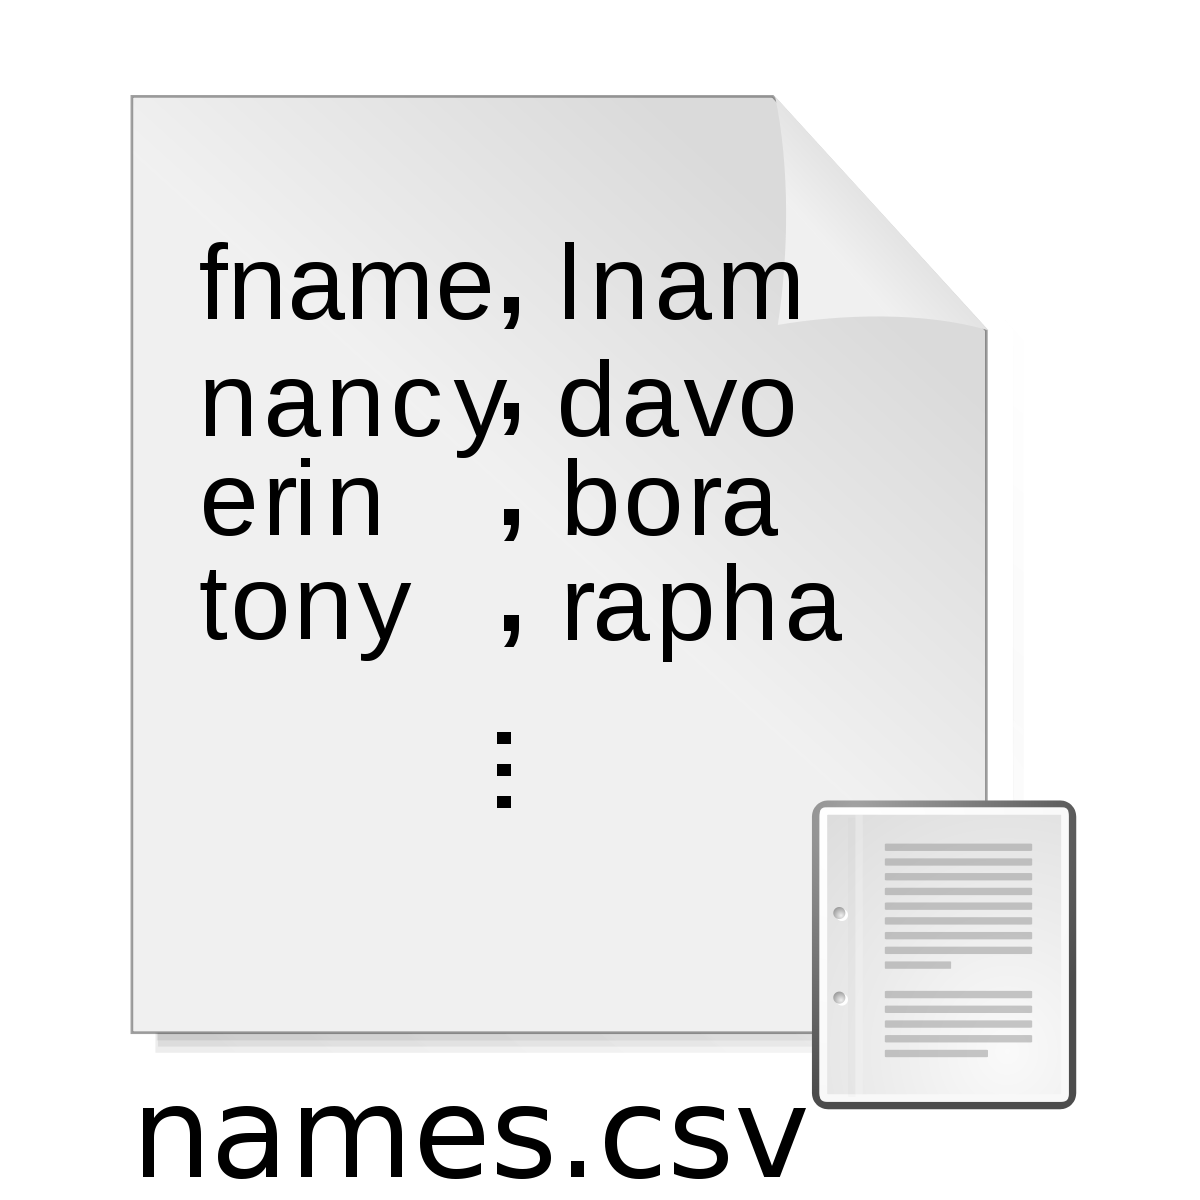 fname, lnam
nancy, davo
erin , bora
tony , rapha
⋮
names.csv